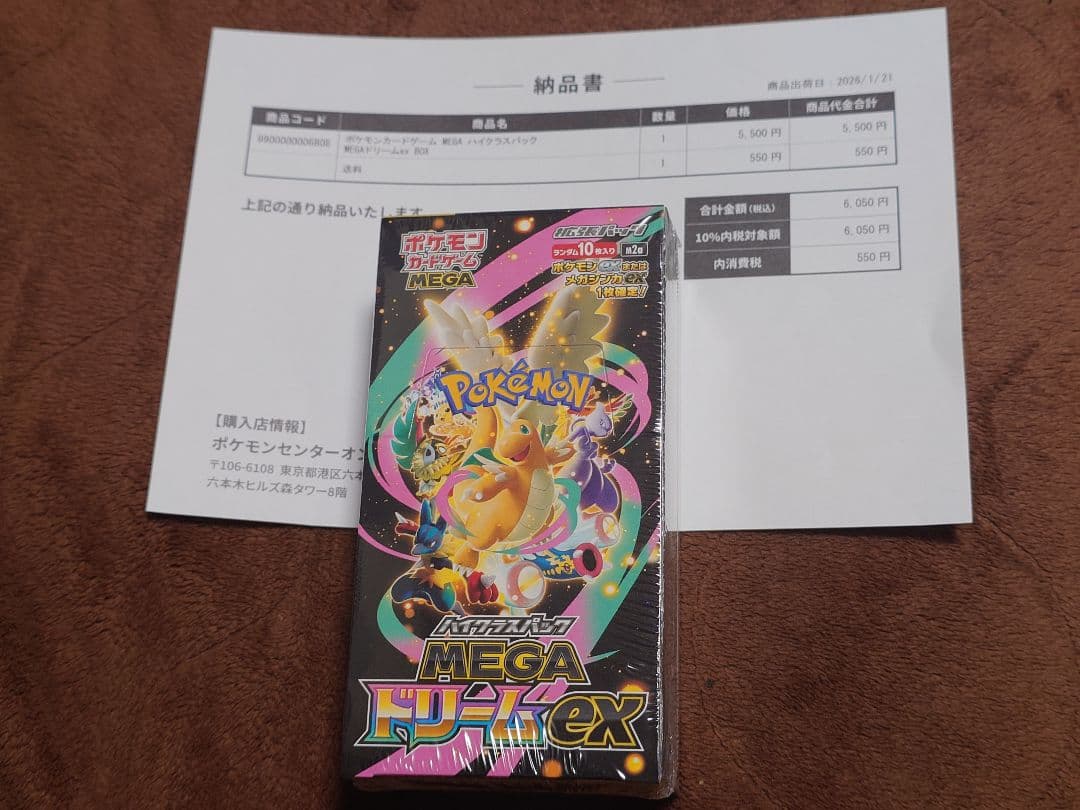 納品書
商品出荷日：2026/1/21
商品コード 商品名 数量 価格 商品代金合計
ポケモンカードゲーム MEGA ハイクラスパック 1 5,500 円 5,500 円
MEGAドリームex BOX
送料 1 550 円 550 円
上記の通り納品いたします
合計金額(税込) 6,050 円
10%内税対象額 6,050 円
内消費税 550 円
【購入店情報】
ポケモンセンターオン
〒106-6108 東京都港区六本
六本木ヒルズ森タワー8階
ポケモン
カードゲーム
MEGA
拡張パック
ランダム10枚入り M2a
ポケモンexまたは
メガシンカex
1枚確定!
POKéMON
ハイクラスパック
MEGA
ドリームex